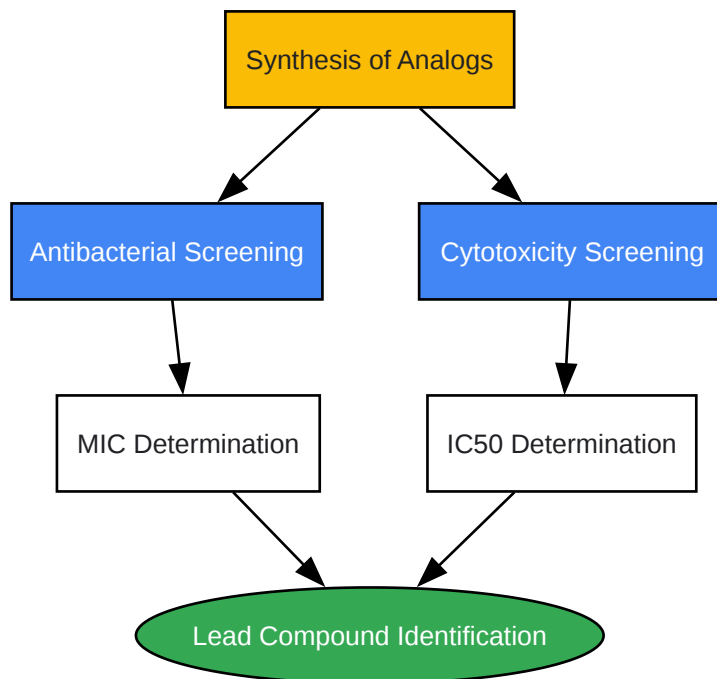 Synthesis of Analogs
Antibacterial Screening
Cytotoxicity Screening
MIC Determination
IC50 Determination
Lead Compound Identification